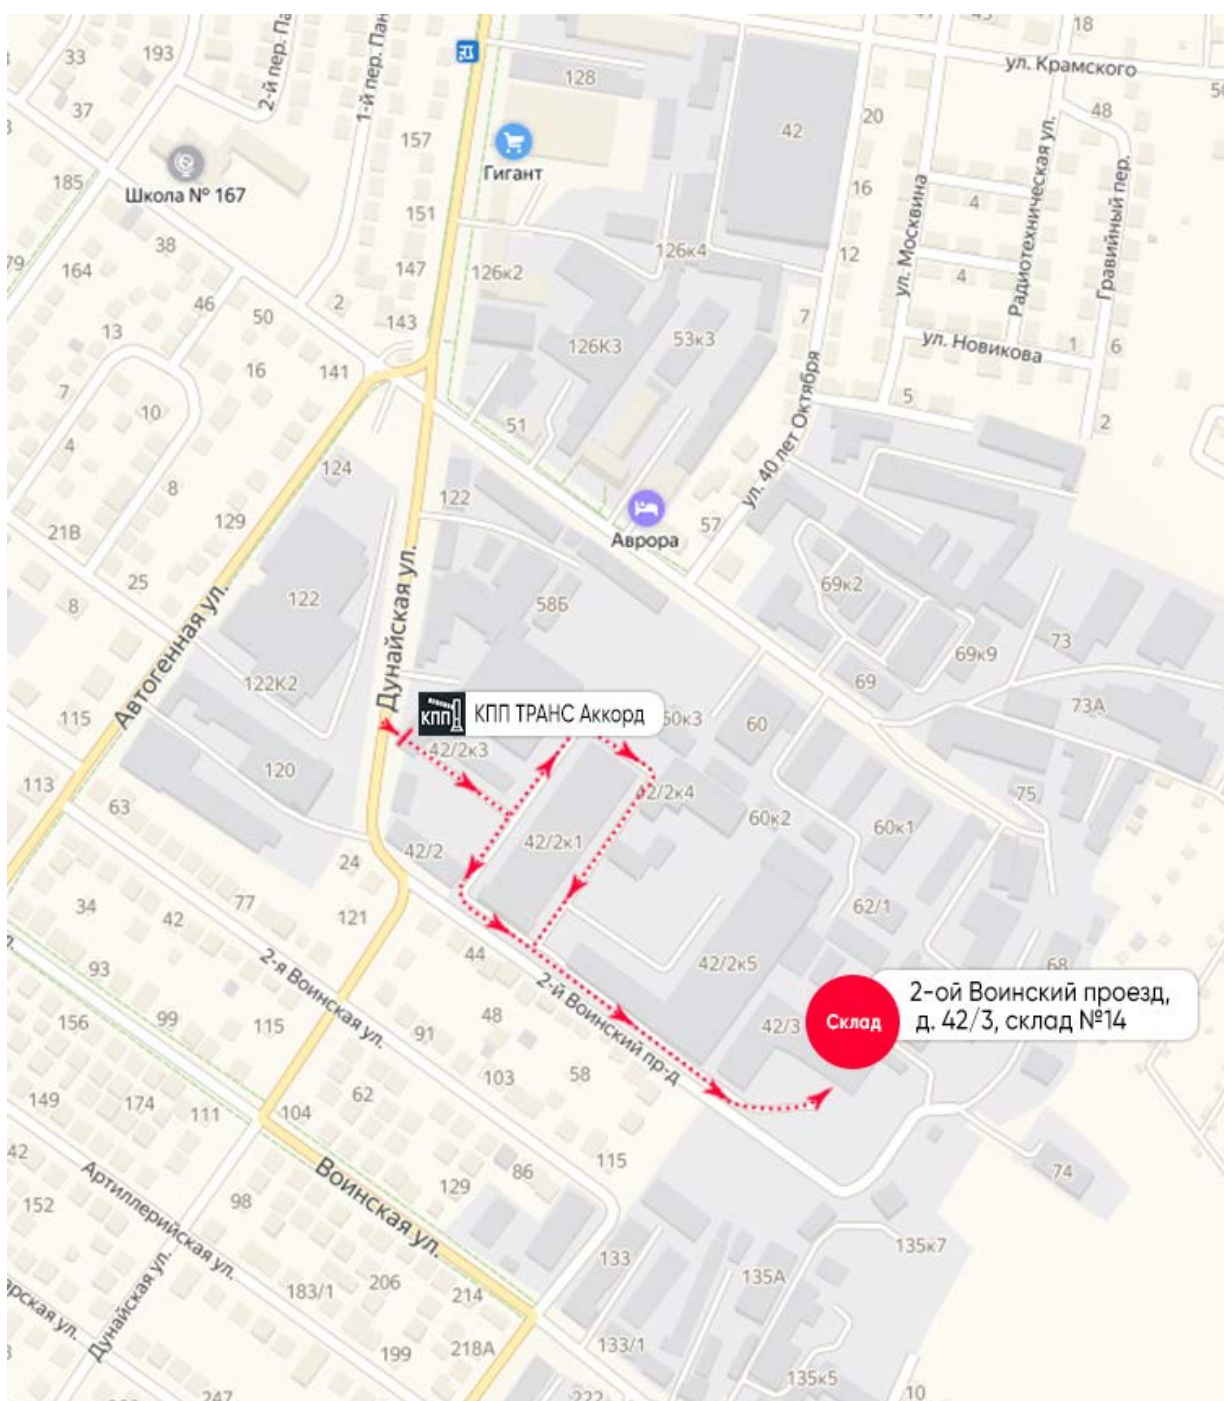 33
193
2-й пер. Па
1-й пер. Пан
37
185
Школа № 167
157
128
Гигант
42
20
18
ул. Крамского
48
50
151
16
4
ул. Москвина
Радиотехническая ул.
Гравийный пер.
79
164
38
147
126к2
126к4
12
4
46
50
2
143
13
16
141
126К3
53к3
7
ул. Новикова
1
6
7
10
4
8
51
5
2
ул. 40 лет Октября
124
122
57
Аврора
21В
129
25
8
122
Дунайская ул.
58Б
69к2
69к9
73
Автогенная ул.
122К2
69
73А
115
КПП
КПП ТРАНС Аккорд
60к3
60
42/2к3
120
113
63
42/2к4
60к2
60к1
75
24
42/2
42/2к1
34
42
77
121
62/1
44
42/2к5
68
2-я Воинская ул.
2-й Воинский пр-д
93
156
99
115
91
48
42/3
Склад
2-ой Воинский проезд,
д. 42/3, склад №14
103
58
62
149
174
111
104
86
115
74
42
152
98
129
Артиллерийская ул.
Воинская ул.
133
135А
135к7
183/1
206
214
Дунайская ул.
арская ул.
199
218А
133/1
135к5
247
222
10